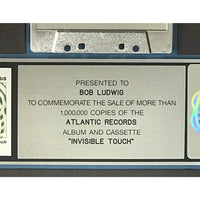 PRESENTED TO
BOB LUDWIG
TO COMMEMORATE THE SALE OF MORE THAN
1,000,000 COPIES OF THE
ATLANTIC RECORDS
ALBUM AND CASSETTE
"INVISIBLE TOUCH"